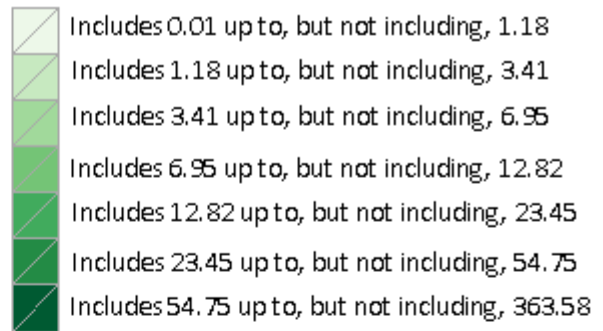 Includes 0.01 up to, but not including, 1.18
Includes 1.18 up to, but not including, 3.41
Includes 3.41 up to, but not including, 6.95
Includes 6.95 up to, but not including, 12.82
Includes 12.82 up to, but not including, 23.45
Includes 23.45 up to, but not including, 54.75
Includes 54.75 up to, but not including, 363.58